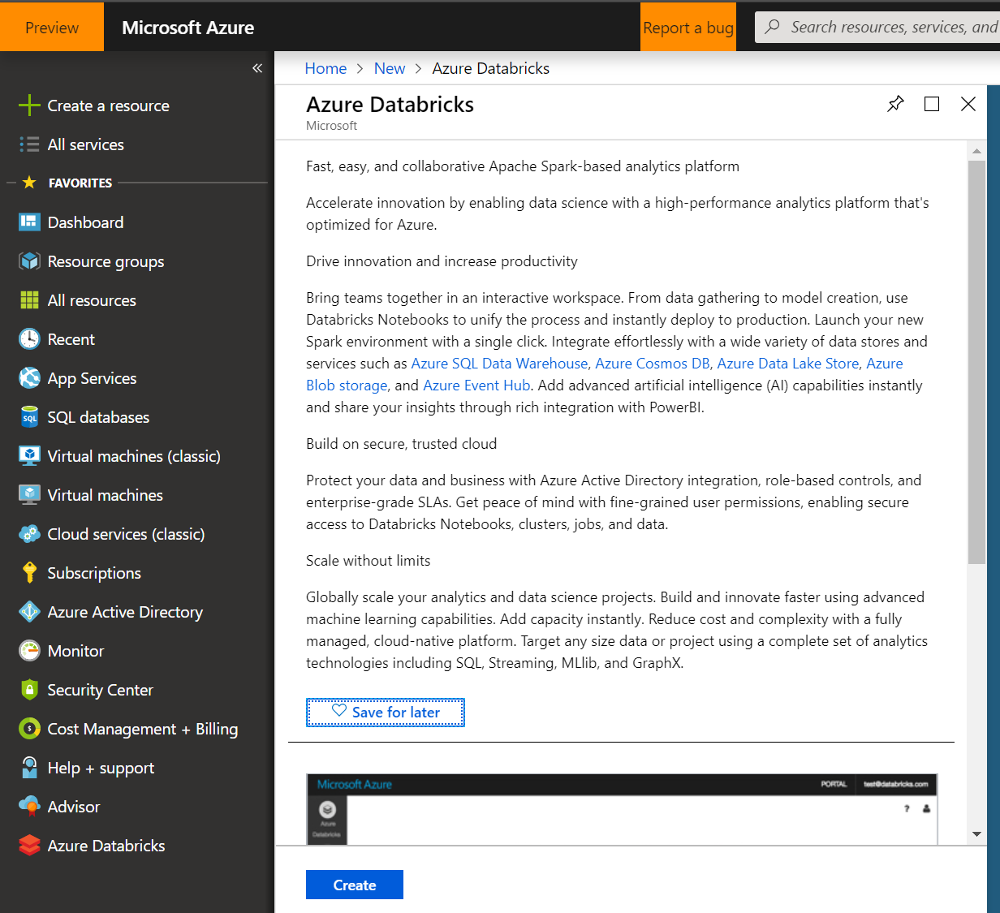 Preview
Microsoft Azure
Report a bug
Search resources, services, and
Home > New > Azure Databricks
«
Create a resource
All services
FAVORITES
Dashboard
Resource groups
All resources
Recent
App Services
SQL databases
Virtual machines (classic)
Virtual machines
Cloud services (classic)
Subscriptions
Azure Active Directory
Monitor
Security Center
Cost Management + Billing
Help + support
Advisor
Azure Databricks
Azure Databricks
Microsoft
Fast, easy, and collaborative Apache Spark-based analytics platform
Accelerate innovation by enabling data science with a high-performance analytics platform that's
optimized for Azure.
Drive innovation and increase productivity
Bring teams together in an interactive workspace. From data gathering to model creation, use
Databricks Notebooks to unify the process and instantly deploy to production. Launch your new
Spark environment with a single click. Integrate effortlessly with a wide variety of data stores and
services such as Azure SQL Data Warehouse, Azure Cosmos DB, Azure Data Lake Store, Azure
Blob storage, and Azure Event Hub. Add advanced artificial intelligence (AI) capabilities instantly
and share your insights through rich integration with PowerBI.
Build on secure, trusted cloud
Protect your data and business with Azure Active Directory integration, role-based controls, and
enterprise-grade SLAs. Get peace of mind with fine-grained user permissions, enabling secure
access to Databricks Notebooks, clusters, jobs, and data.
Scale without limits
Globally scale your analytics and data science projects. Build and innovate faster using advanced
machine learning capabilities. Add capacity instantly. Reduce cost and complexity with a fully
managed, cloud-native platform. Target any size data or project using a complete set of analytics
technologies including SQL, Streaming, MLlib, and GraphX.
Save for later
Microsoft Azure
PORTAL
test@databricks.com
?
Azure
Databricks
Create